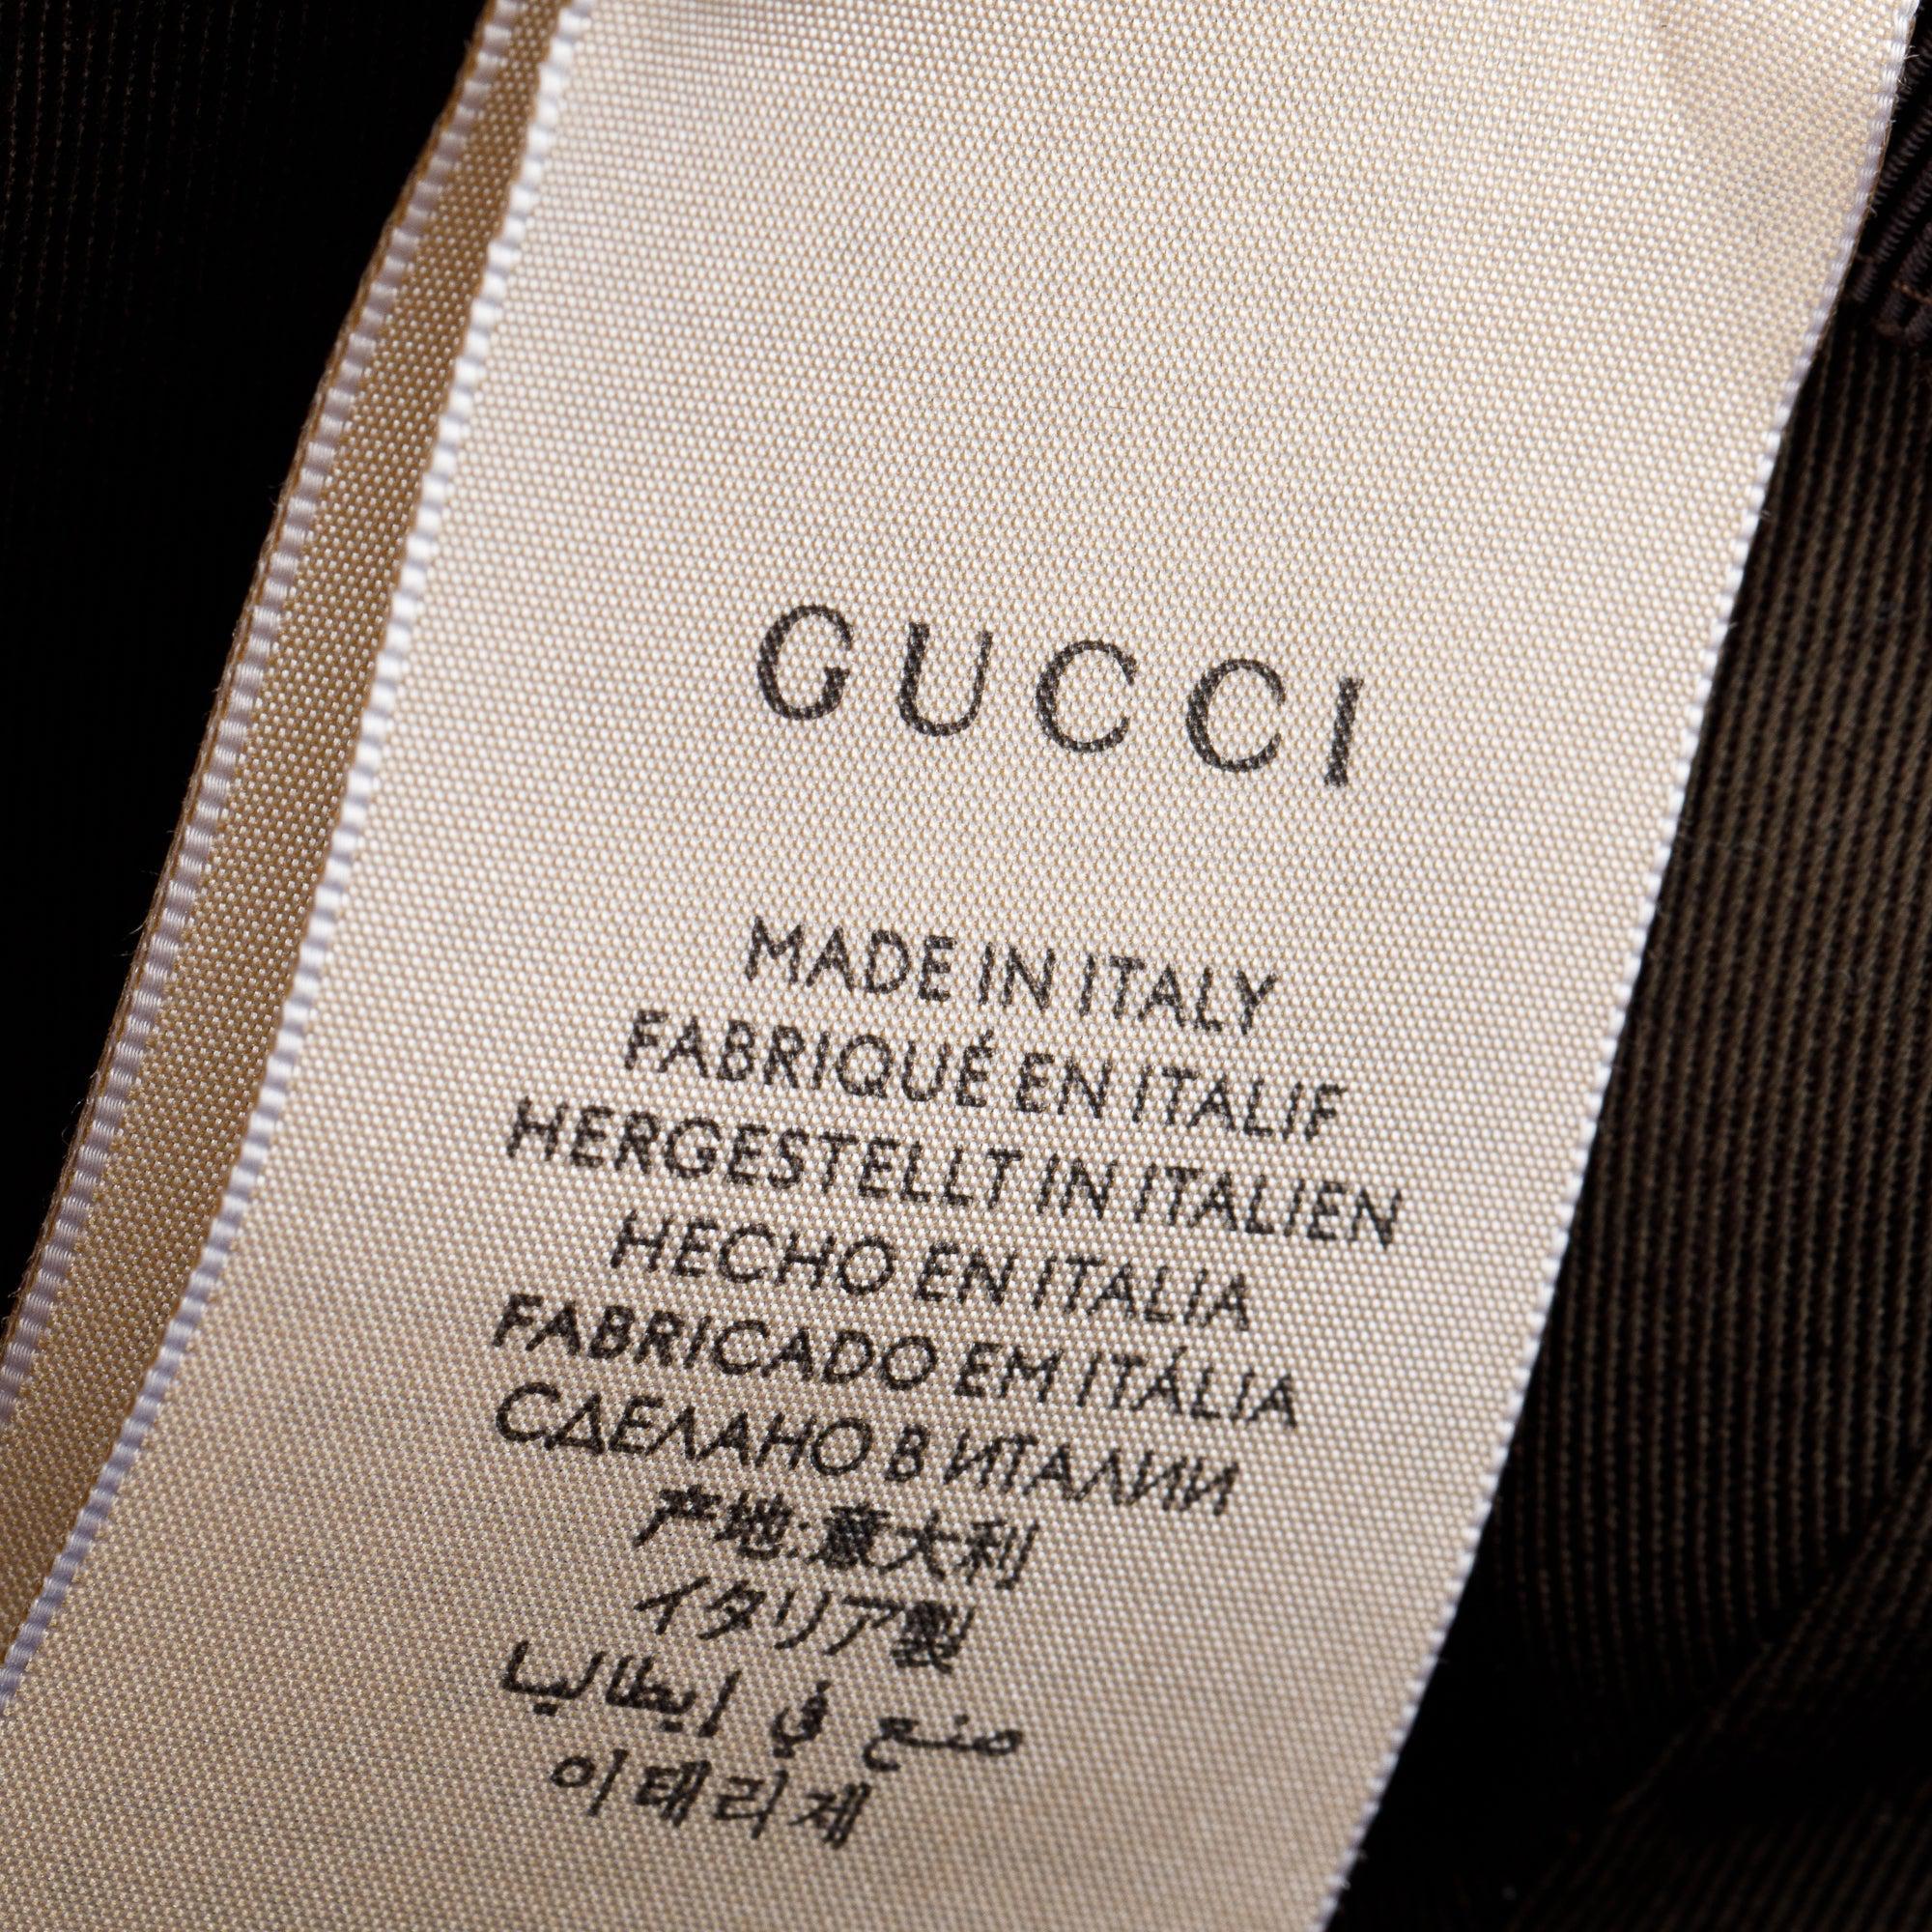 GUCCI
MADE IN ITALY
FABRIQUÉ EN ITALIF
HERGESTELLT IN ITALIEN
HECHO EN ITALIA
FABRICADO EM ITÁLIA
СДЕЛАНО В ИТАЛИИ
产地:意大利
イタリア製
صنع في إيطاليا
이태리제